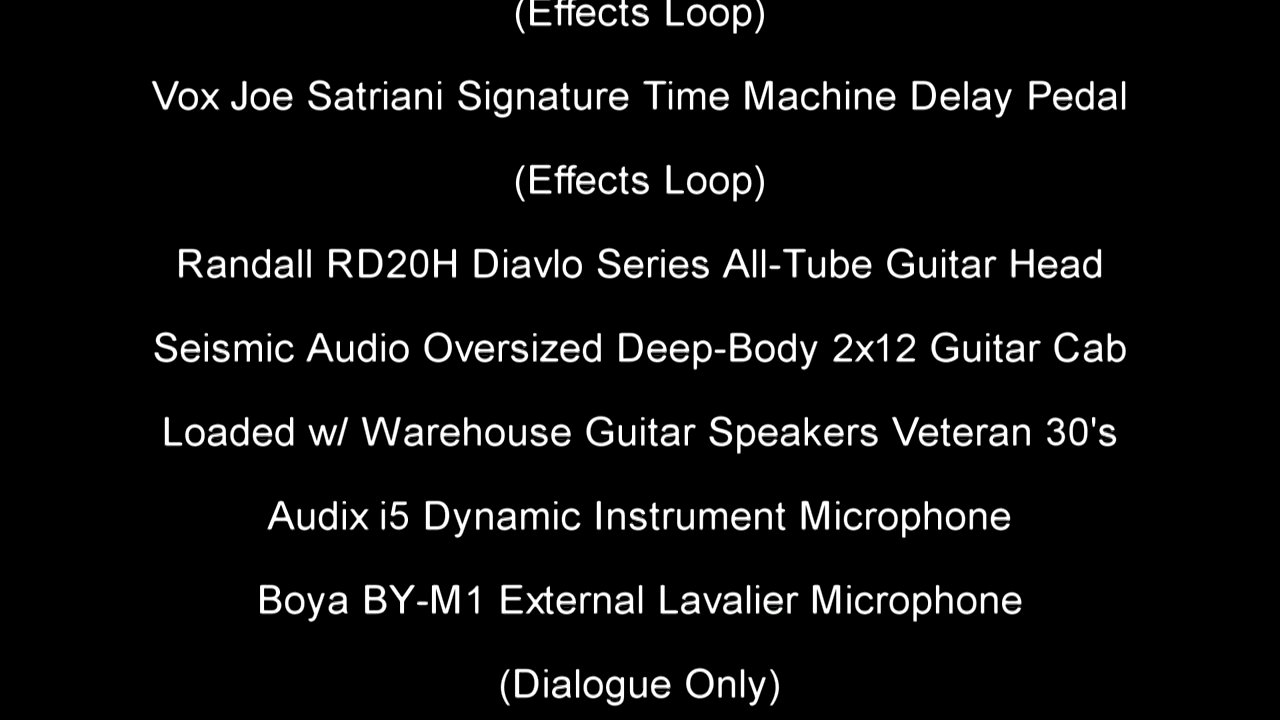 (Effects Loop)
Vox Joe Satriani Signature Time Machine Delay Pedal
(Effects Loop)
Randall RD20H Diavlo Series All-Tube Guitar Head
Seismic Audio Oversized Deep-Body 2x12 Guitar Cab
Loaded w/ Warehouse Guitar Speakers Veteran 30's
Audix i5 Dynamic Instrument Microphone
Boya BY-M1 External Lavalier Microphone
(Dialogue Only)